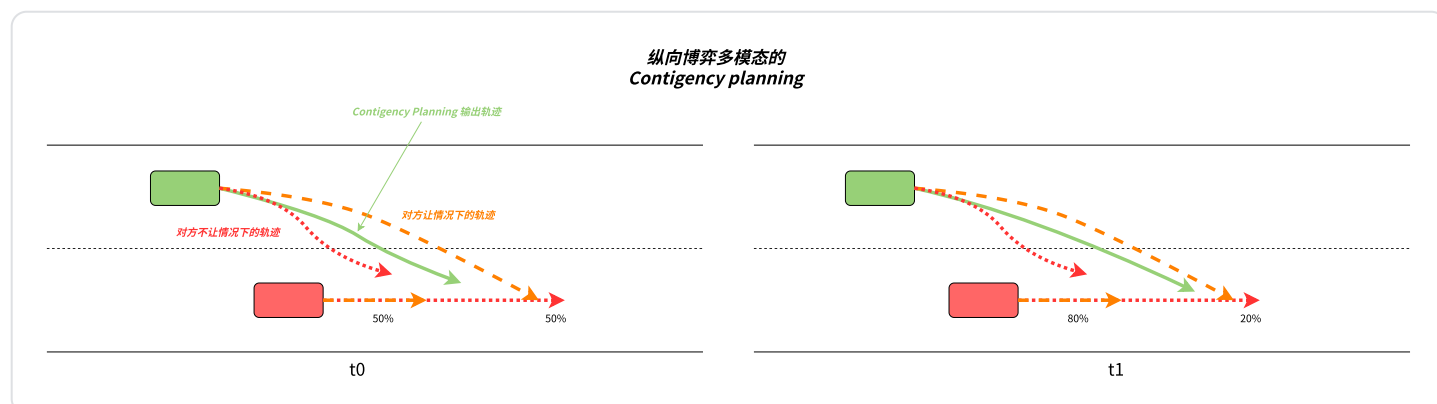 纵向博弈多模态的
Contigency planning
Contigency Planning 输出轨迹
对方让情况下的轨迹
对方不让情况下的轨迹
50%
50%
80%
20%
t0
t1